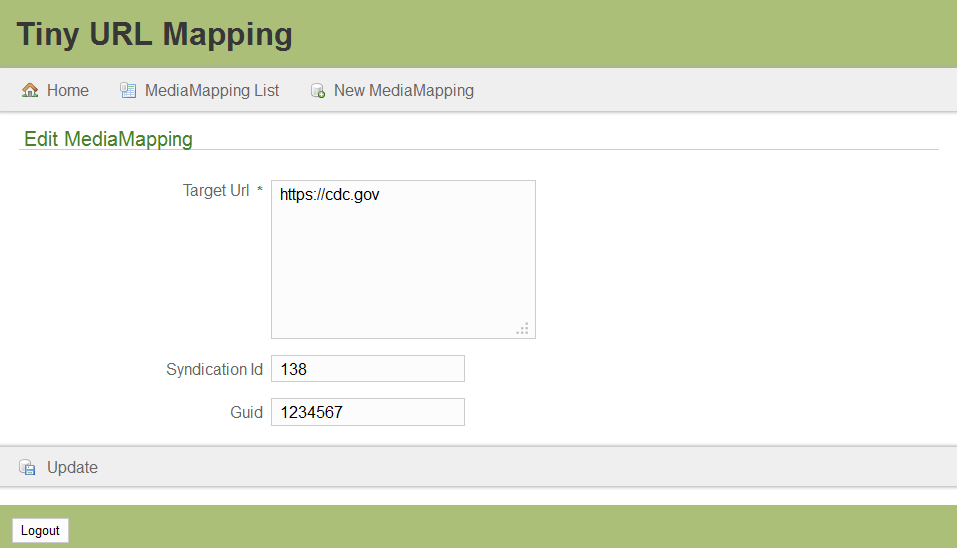 Tiny URL Mapping
Home MediaMapping List New MediaMapping
Edit MediaMapping
Target Url * https://cdc.gov
Syndication Id 138
Guid 1234567
Update
Logout